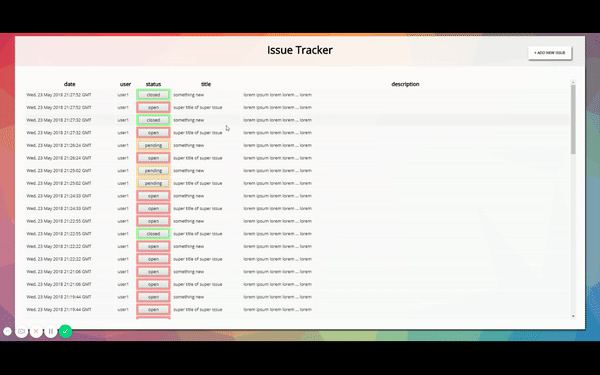 Issue Tracker
+ ADD NEW ISSUE
date user status title description
Wed, 23 May 2018 21:27:52 GMT user1 closed something new lorem ipsum lorem lorem ... lorem
Wed, 23 May 2018 21:27:52 GMT user1 open super title of super issue lorem ipsum lorem lorem ... lorem
Wed, 23 May 2018 21:27:32 GMT user1 closed something new lorem ipsum lorem lorem ... lorem
Wed, 23 May 2018 21:27:32 GMT user1 open super title of super issue lorem ipsum lorem lorem ... lorem
Wed, 23 May 2018 21:26:24 GMT user1 pending something new lorem ipsum lorem lorem ... lorem
Wed, 23 May 2018 21:26:24 GMT user1 open super title of super issue lorem ipsum lorem lorem ... lorem
Wed, 23 May 2018 21:25:02 GMT user1 pending something new lorem ipsum lorem lorem ... lorem
Wed, 23 May 2018 21:25:02 GMT user1 pending super title of super issue lorem ipsum lorem lorem ... lorem
Wed, 23 May 2018 21:24:33 GMT user1 open something new lorem ipsum lorem lorem ... lorem
Wed, 23 May 2018 21:24:33 GMT user1 open super title of super issue lorem ipsum lorem lorem ... lorem
Wed, 23 May 2018 21:22:55 GMT user1 open something new lorem ipsum lorem lorem ... lorem
Wed, 23 May 2018 21:22:55 GMT user1 closed super title of super issue lorem ipsum lorem lorem ... lorem
Wed, 23 May 2018 21:22:22 GMT user1 open something new lorem ipsum lorem lorem ... lorem
Wed, 23 May 2018 21:22:22 GMT user1 open super title of super issue lorem ipsum lorem lorem ... lorem
Wed, 23 May 2018 21:21:06 GMT user1 open something new lorem ipsum lorem lorem ... lorem
Wed, 23 May 2018 21:21:06 GMT user1 open super title of super issue lorem ipsum lorem lorem ... lorem
Wed, 23 May 2018 21:19:44 GMT user1 open something new lorem ipsum lorem lorem ... lorem
Wed, 23 May 2018 21:19:44 GMT user1 open super title of super issue lorem ipsum lorem lorem ... lorem